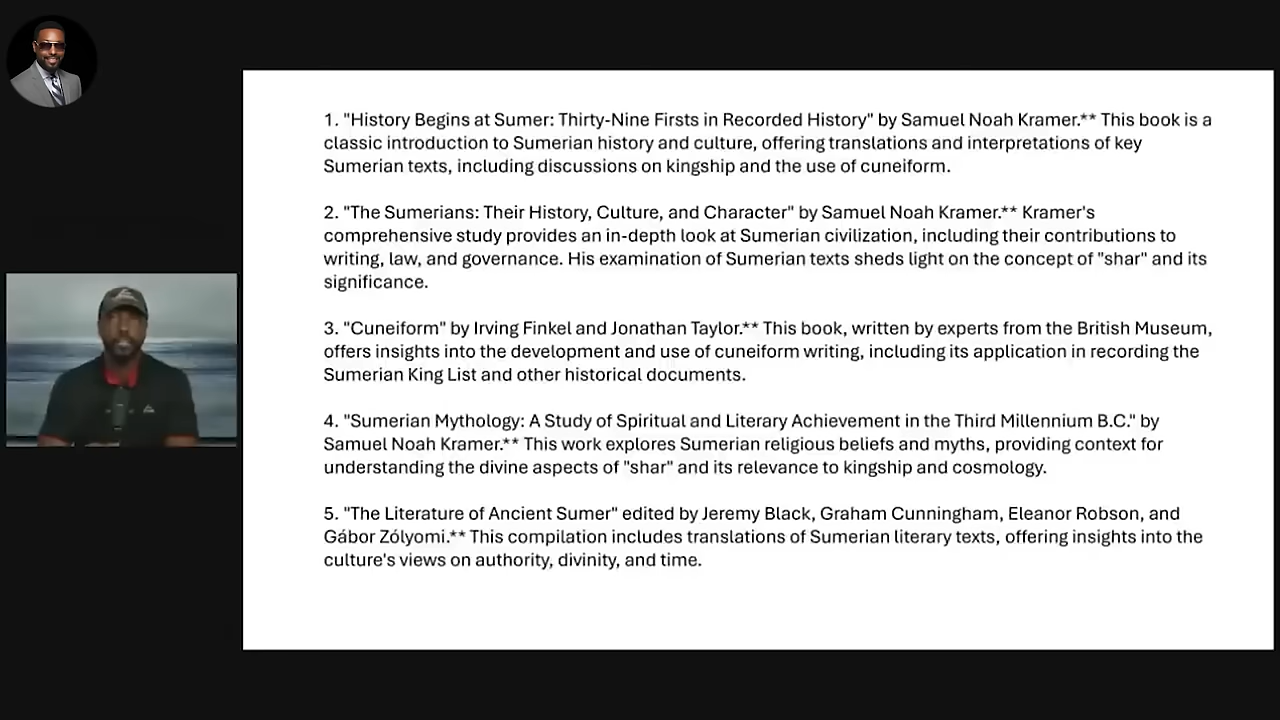 1. "History Begins at Sumer: Thirty-Nine Firsts in Recorded History" by Samuel Noah Kramer.** This book is a
classic introduction to Sumerian history and culture, offering translations and interpretations of key
Sumerian texts, including discussions on kingship and the use of cuneiform.
2. "The Sumerians: Their History, Culture, and Character" by Samuel Noah Kramer.** Kramer's
comprehensive study provides an in-depth look at Sumerian civilization, including their contributions to
writing, law, and governance. His examination of Sumerian texts sheds light on the concept of "shar" and its
significance.
3. "Cuneiform" by Irving Finkel and Jonathan Taylor.** This book, written by experts from the British Museum,
offers insights into the development and use of cuneiform writing, including its application in recording the
Sumerian King List and other historical documents.
4. "Sumerian Mythology: A Study of Spiritual and Literary Achievement in the Third Millennium B.C." by
Samuel Noah Kramer.** This work explores Sumerian religious beliefs and myths, providing context for
understanding the divine aspects of "shar" and its relevance to kingship and cosmology.
5. "The Literature of Ancient Sumer" edited by Jeremy Black, Graham Cunningham, Eleanor Robson, and
Gábor Zólyomi.** This compilation includes translations of Sumerian literary texts, offering insights into the
culture's views on authority, divinity, and time.